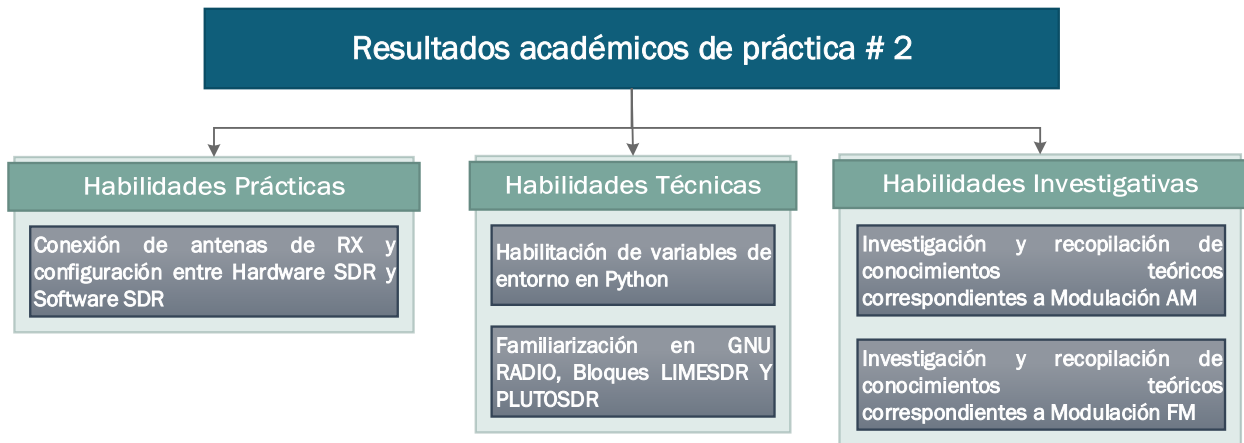 Resultados académicos de práctica # 2
Habilidades Prácticas
Conexión de antenas de RX y
configuración entre Hardware SDR y
Software SDR
Habilidades Técnicas
Habilitación de variables de
entorno en Python
Familiarización en GNU
RADIO, Bloques LIMESDR Y
PLUTOSDR
Habilidades Investigativas
Investigación y recopilación de
conocimientos teóricos
correspondientes a Modulación AM
Investigación y recopilación de
conocimientos teóricos
correspondientes a Modulación FM